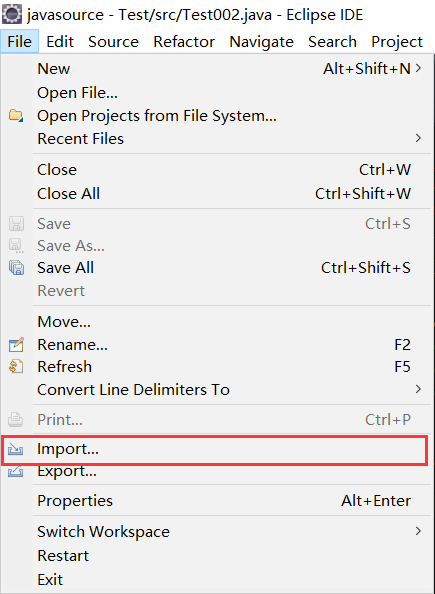 javasource - Test/src/Test002.java - Eclipse IDE
File Edit Source Refactor Navigate Search Project
New Alt+Shift+N >
Open File...
Open Projects from File System...
Recent Files >
Close Ctrl+W
Close All Ctrl+Shift+W
Save Ctrl+S
Save As...
Save All Ctrl+Shift+S
Revert
Move...
Rename... F2
Refresh F5
Convert Line Delimiters To >
Print... Ctrl+P
Import...
Export...
Properties Alt+Enter
Switch Workspace >
Restart
Exit